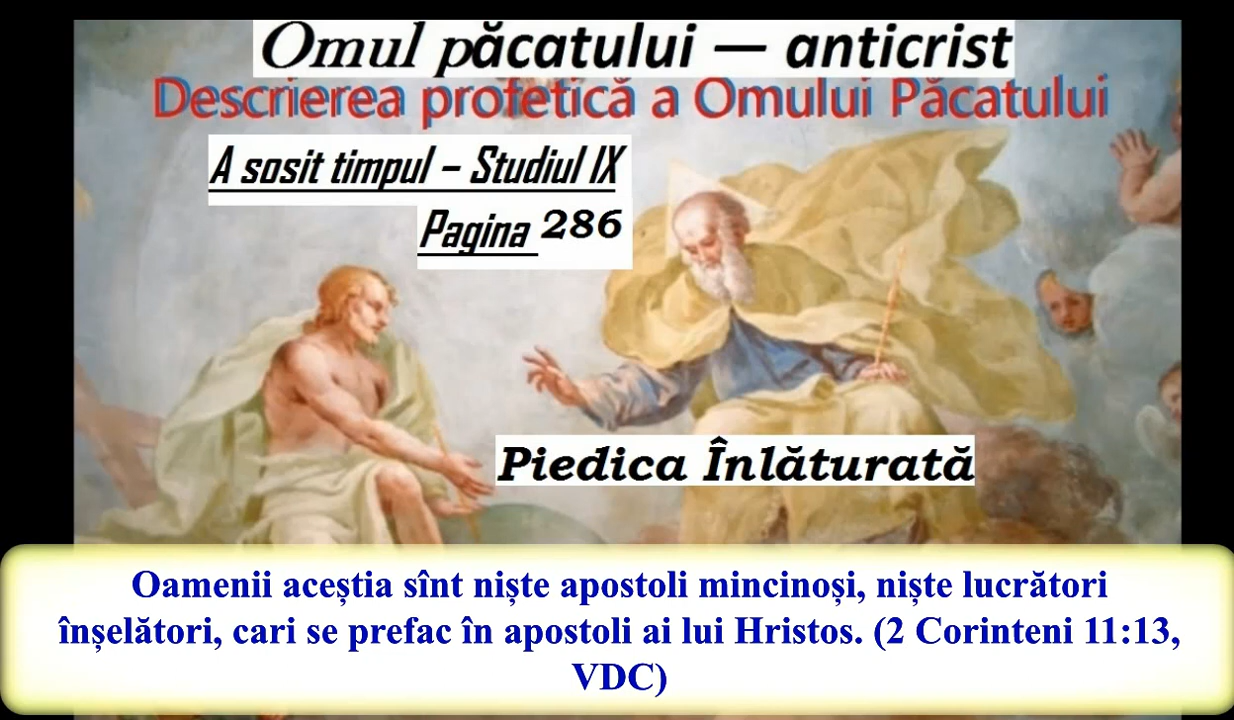 Omul păcatului — anticrist
Descrierea profetică a Omului Păcatului
A sosit timpul – Studiul IX
Pagina 286
Piedica Înlăturată
Oamenii aceștia sînt niște apostoli mincinoși, niște lucrători
înșelători, cari se prefac în apostoli ai lui Hristos. (2 Corinteni 11:13,
VDC)